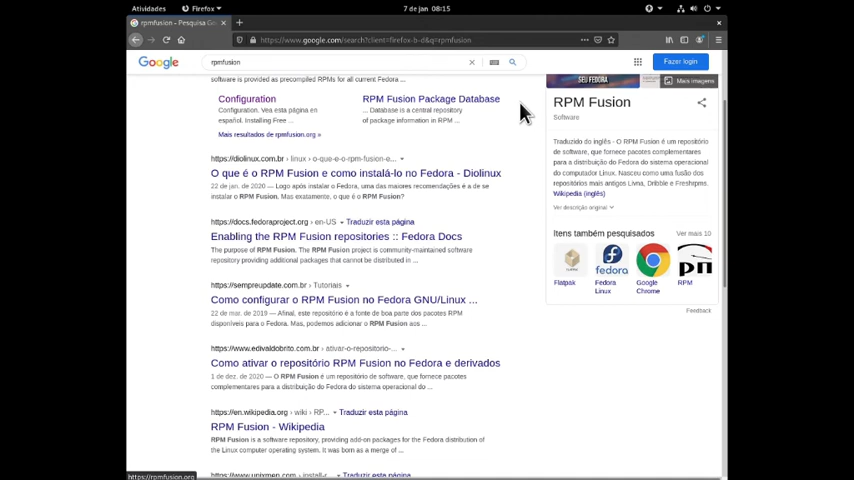 Atividades Firefox 7 de jan 08:15
rpmfusion - Pesquisa Go
https://www.google.com/search?client=firefox-b-d&q=rpmfusion
Google rpmfusion Fazer login
software is provided as precompiled RPMs for all current Fedora ...
Configuration
Configuration. Vea esta página en
español. Installing Free ...
RPM Fusion Package Database
... Database is a central repository
of package information in RPM ...
Mais resultados de rpmfusion.org »
https://diolinux.com.br › linux › o-que-e-o-rpm-fusion-e...
O que é o RPM Fusion e como instalá-lo no Fedora - Diolinux
22 de jan. de 2020 — Logo após instalar o Fedora, uma das maiores recomendações é a de se
integrar o RPM Fusion. Mas exatamente, o que é o RPM Fusion?
https://docs.fedoraproject.org › en-US Traduzir esta página
Enabling the RPM Fusion repositories :: Fedora Docs
The purpose of RPM Fusion. The RPM Fusion project is community-maintained software
repository providing additional packages that cannot be distributed in ...
https://sempreupdate.com.br › Tutoriais
Como configurar o RPM Fusion no Fedora GNU/Linux ...
22 de mar. de 2019 — Afinal, este repositório é a fonte de boa parte dos pacotes RPM
disponíveis para o Fedora. Mas, podemos adicionar o RPM Fusion aos ...
https://www.edivaldobrito.com.br › ativar-o-repositorio-...
Como ativar o repositório RPM Fusion no Fedora e derivados
1 de dez. de 2020 — O RPM Fusion é um repositório de software, que fornece pacotes
complementares para a distribuição do Fedora do sistema operacional do ...
https://en.wikipedia.org › wiki › RP... Traduzir esta página
RPM Fusion - Wikipedia
RPM Fusion is a software repository, providing add-on packages for the Fedora distribution of
the Linux computer operating system. It was born as a merge of ...
https://www.unixmen.com › install-r... Traduzir esta página
https://rpmfusion.org
SEU FEDORA Mais imagens
RPM Fusion
Software
Traduzido do inglês - O RPM Fusion é um repositório
de software, que fornece pacotes complementares
para a distribuição do Fedora do sistema operacional
do computador Linux. Nasceu como uma fusão dos
repositórios mais antigos Livna, Dribble e Freshrpms.
Wikipedia (inglês)
Ver descrição original
Itens também pesquisados Ver mais 10
fedora pn
Flatpak Fedora Linux Google Chrome RPM
Feedback